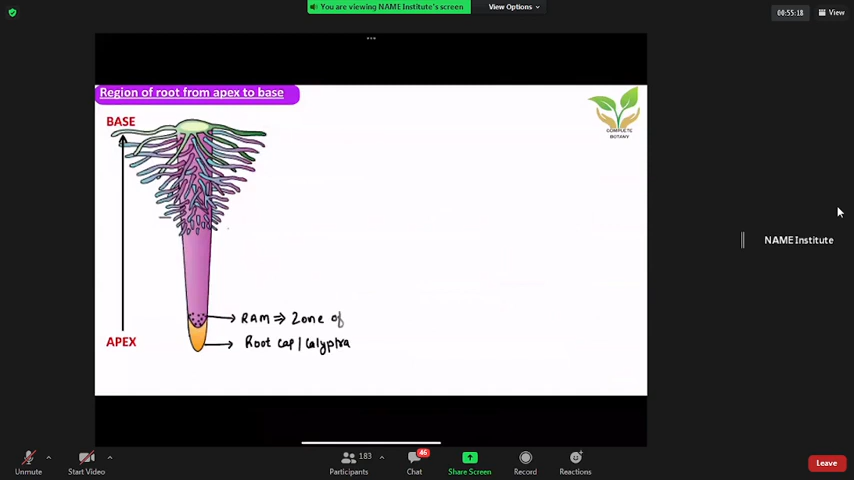 You are viewing NAME Institute's screen
View Options
00:55:18
View
Region of root from apex to base
COMPLETE
BOTANY
BASE
NAME Institute
RAM ⇒ Zone of
APEX
Root cap / Calyptra
Unmute
Start Video
183
Participants
46
Chat
Share Screen
Record
Reactions
Leave